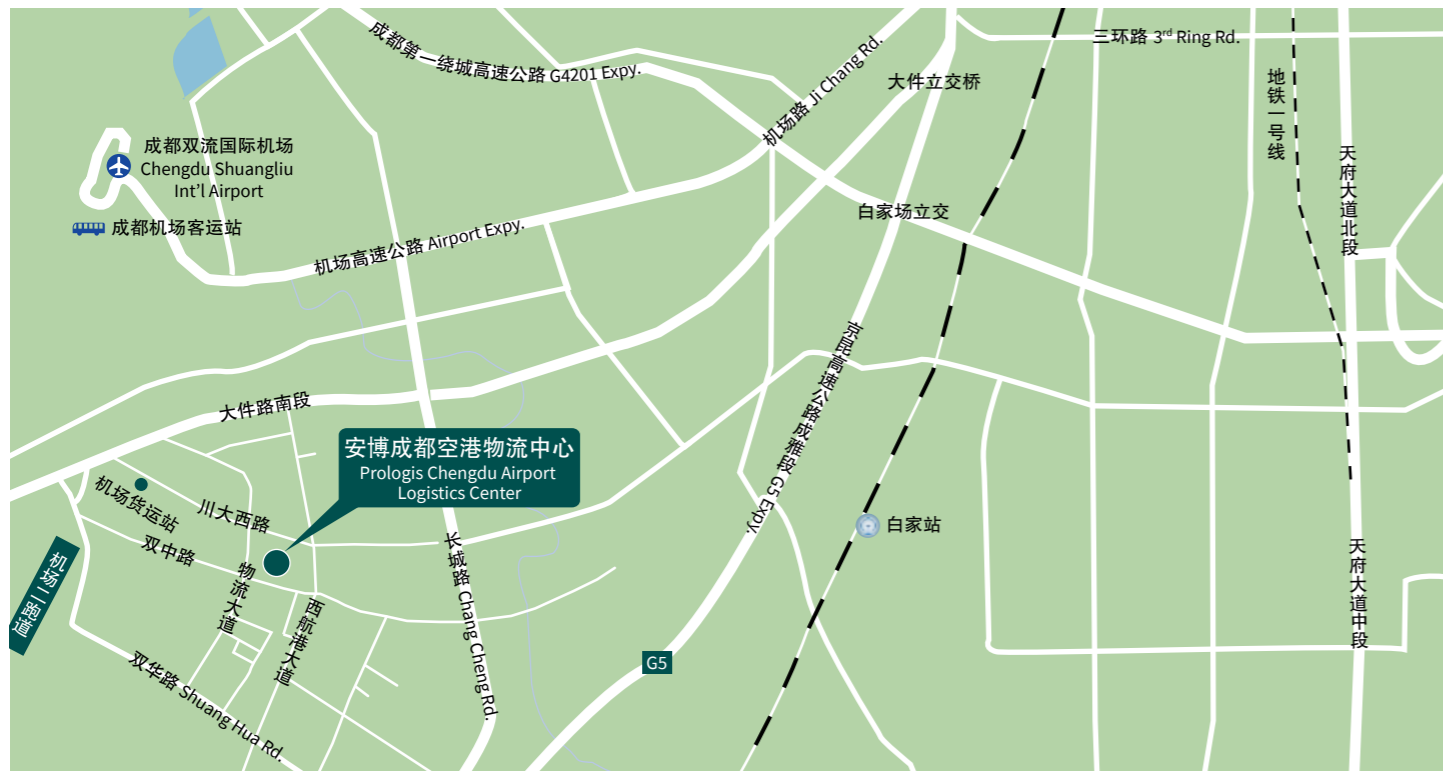 成都第一绕城高速公路 G4201 Expy.
机场路 Ji Chang Rd.
三环路 3rd Ring Rd.
大件立交桥
地铁一号线
成都双流国际机场
Chengdu Shuangliu
Int'l Airport
天府大道北段
成都机场客运站
白家场立交
机场高速公路 Airport Expy.
京昆高速公路成雅段 G5 Expy.
大件路南段
安博成都空港物流中心
Prologis Chengdu Airport
Logistics Center
机场货运站
川大西路
白家站
双中路
长城路 Chang Cheng Rd.
机场二跑道
物流大道
西航港大道
天府大道中段
G5
双华路 Shuang Hua Rd.